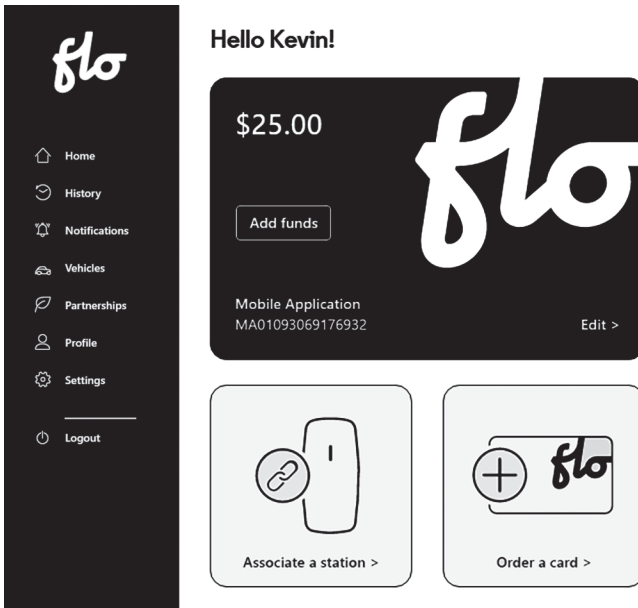 flo
Home
History
Notifications
Vehicles
Partnerships
Profile
Settings
Logout
Hello Kevin!
$25.00
flo
Add funds
Mobile Application
MA01093069176932
Edit >
Associate a station >
flo
Order a card >